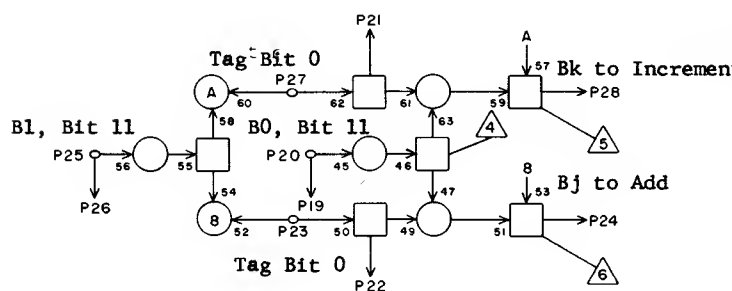 P21
A
Tag Bit 0
P27
57
Bk to Increment
A
60
62
61
59
P28
58
63
B1, Bit 11
B0, Bit 11
4
5
P25
P20
56
55
45
46
54
47
8
53
Bj to Add
P26
P19
8
P23
P24
52
50
49
51
Tag Bit 0
6
P22